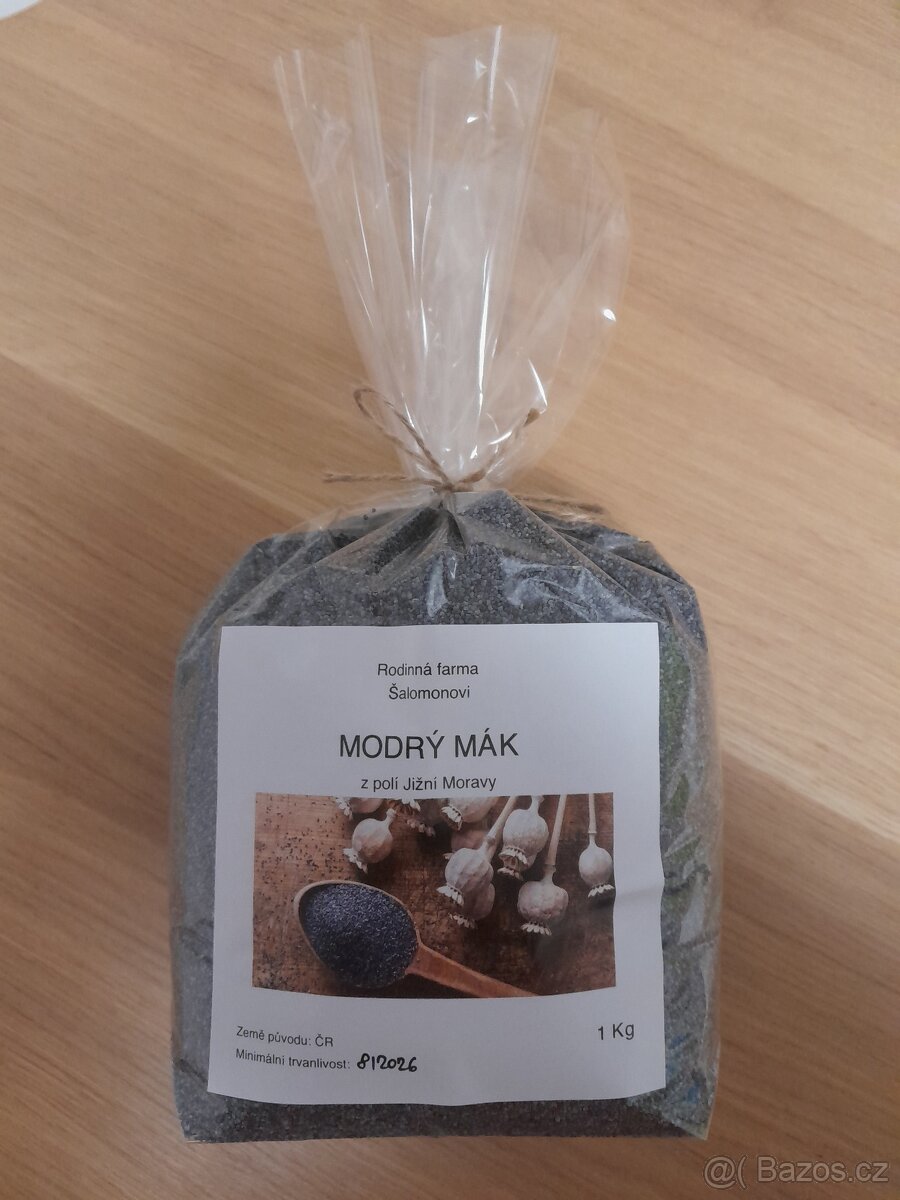 Rodinná farma
Šalomonovi
MODRÝ MÁK
z polí Jižní Moravy
Země původu: ČR
1 Kg
Minimální trvanlivost: 8/2026
@( Bazos.cz